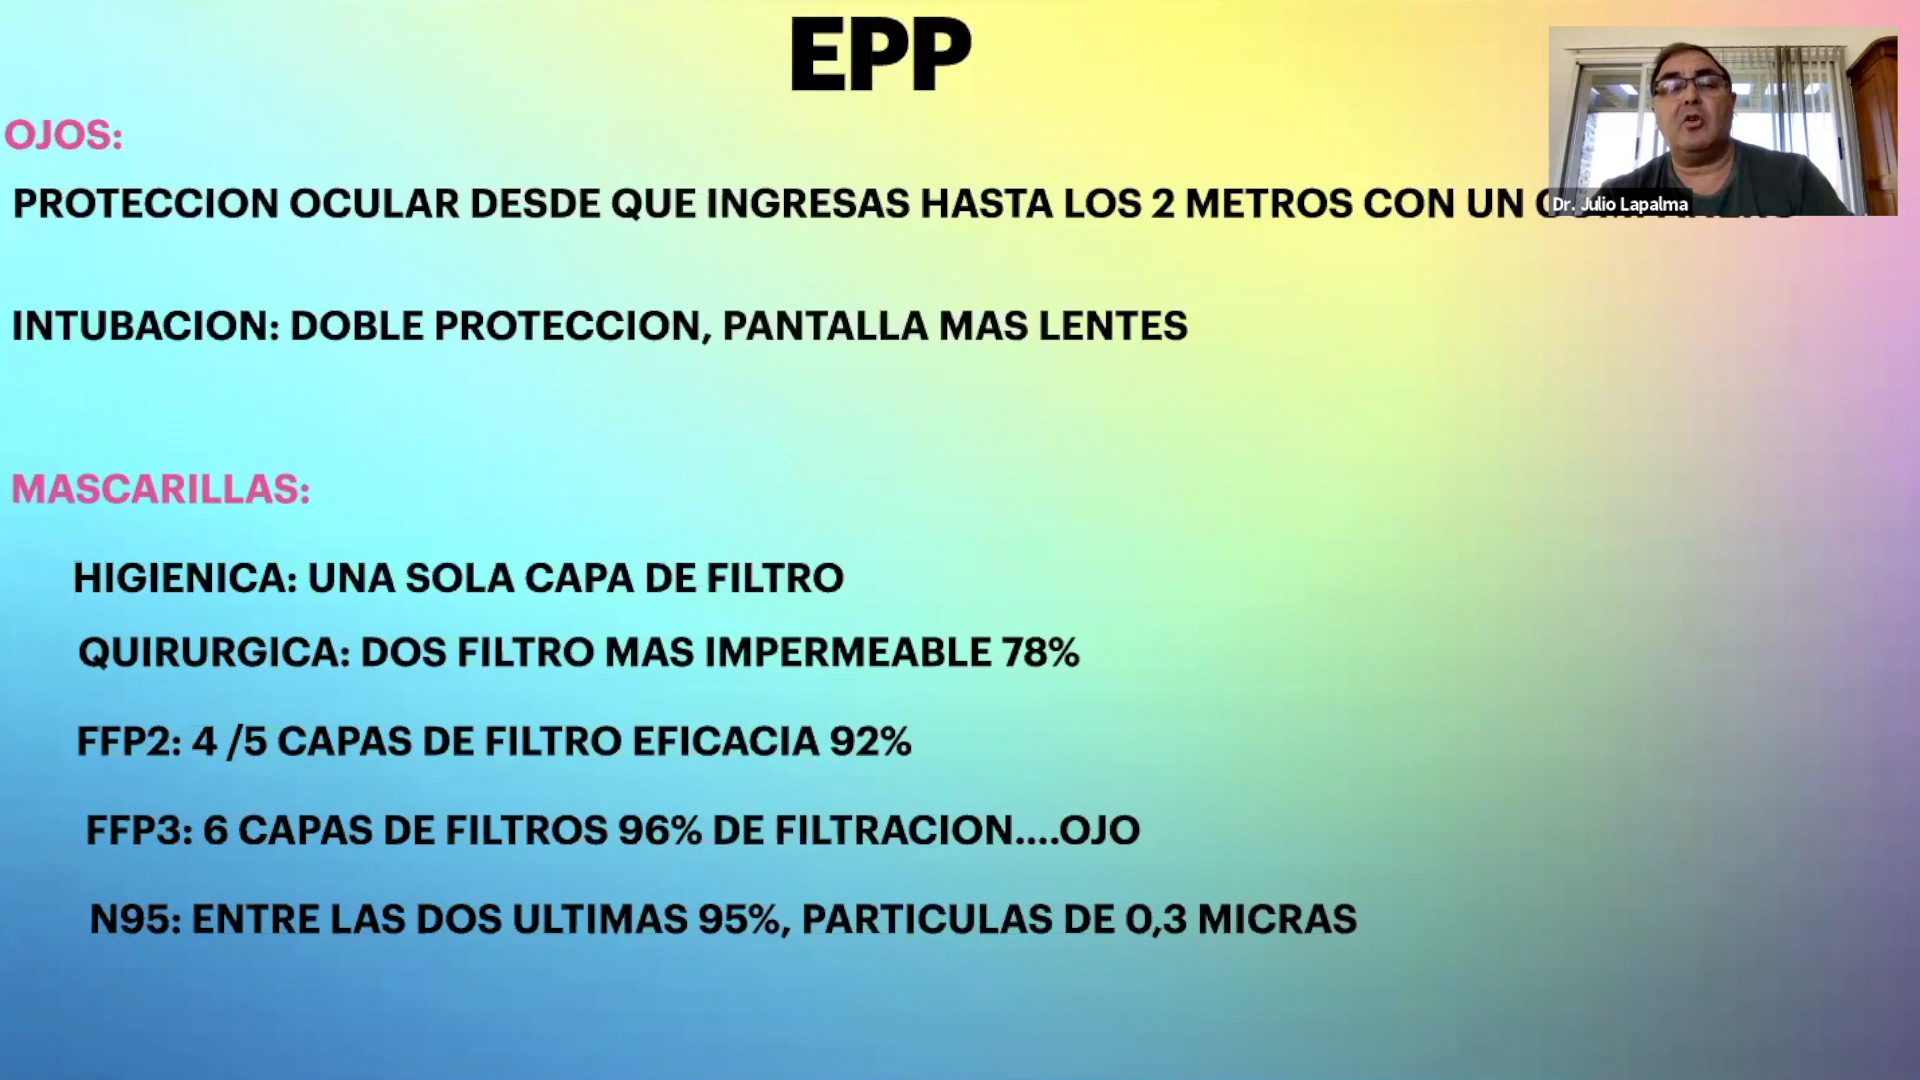 EPP
OJOS:
PROTECCION OCULAR DESDE QUE INGRESAS HASTA LOS 2 METROS CON UN
Dr. Julio Lapalma
INTUBACION: DOBLE PROTECCION, PANTALLA MAS LENTES
MASCARILLAS:
HIGIENICA: UNA SOLA CAPA DE FILTRO
QUIRURGICA: DOS FILTRO MAS IMPERMEABLE 78%
FFP2: 4 /5 CAPAS DE FILTRO EFICACIA 92%
FFP3: 6 CAPAS DE FILTROS 96% DE FILTRACION....OJO
N95: ENTRE LAS DOS ULTIMAS 95%, PARTICULAS DE 0,3 MICRAS